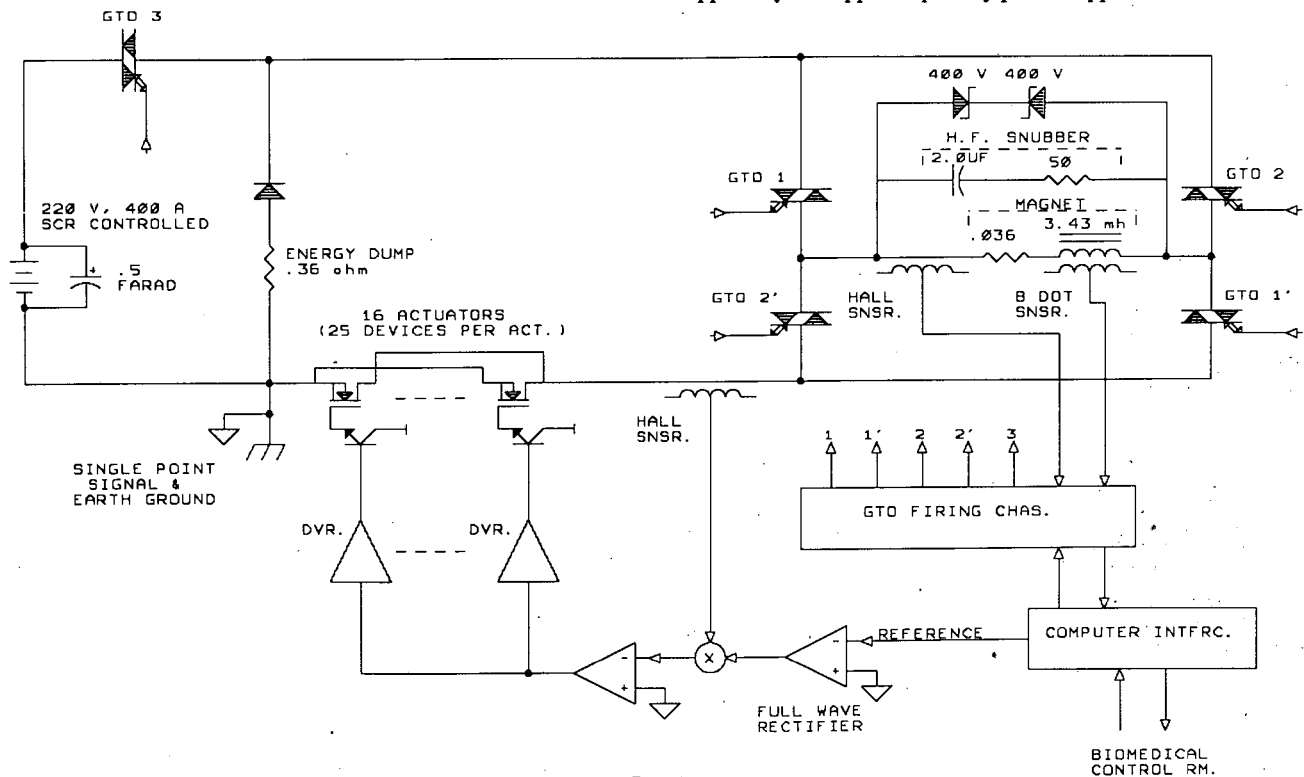 GTO 3
400 V 400 V
H.F. SNUBBER
2.0UF 50
GTO 1
GTO 2
MAGNET
.036 3.43 mh
220 V, 400 A
SCR CONTROLLED
.5
FARAD
ENERGY DUMP
.36 ohm
GTO 2'
HALL
SNSR.
B DOT
SNSR.
GTO 1'
16 ACTUATORS
(25 DEVICES PER ACT.)
HALL
SNSR.
1 1' 2 2' 3
SINGLE POINT
SIGNAL &
EARTH GROUND
GTO FIRING CHAS.
DVR. DVR.
REFERENCE
COMPUTER INTFRC.
X
- + - +
FULL WAVE
RECTIFIER
BIOMEDICAL
CONTROL RM.